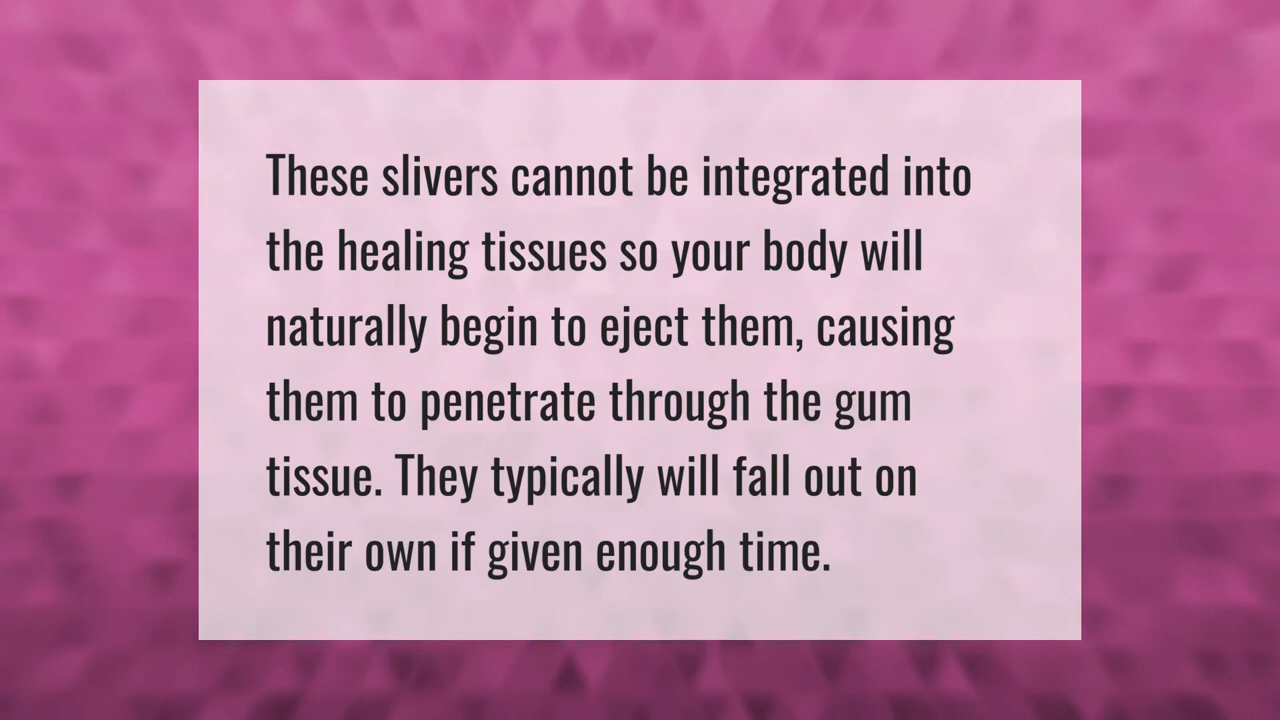 These slivers cannot be integrated into
the healing tissues so your body will
naturally begin to eject them, causing
them to penetrate through the gum
tissue. They typically will fall out on
their own if given enough time.